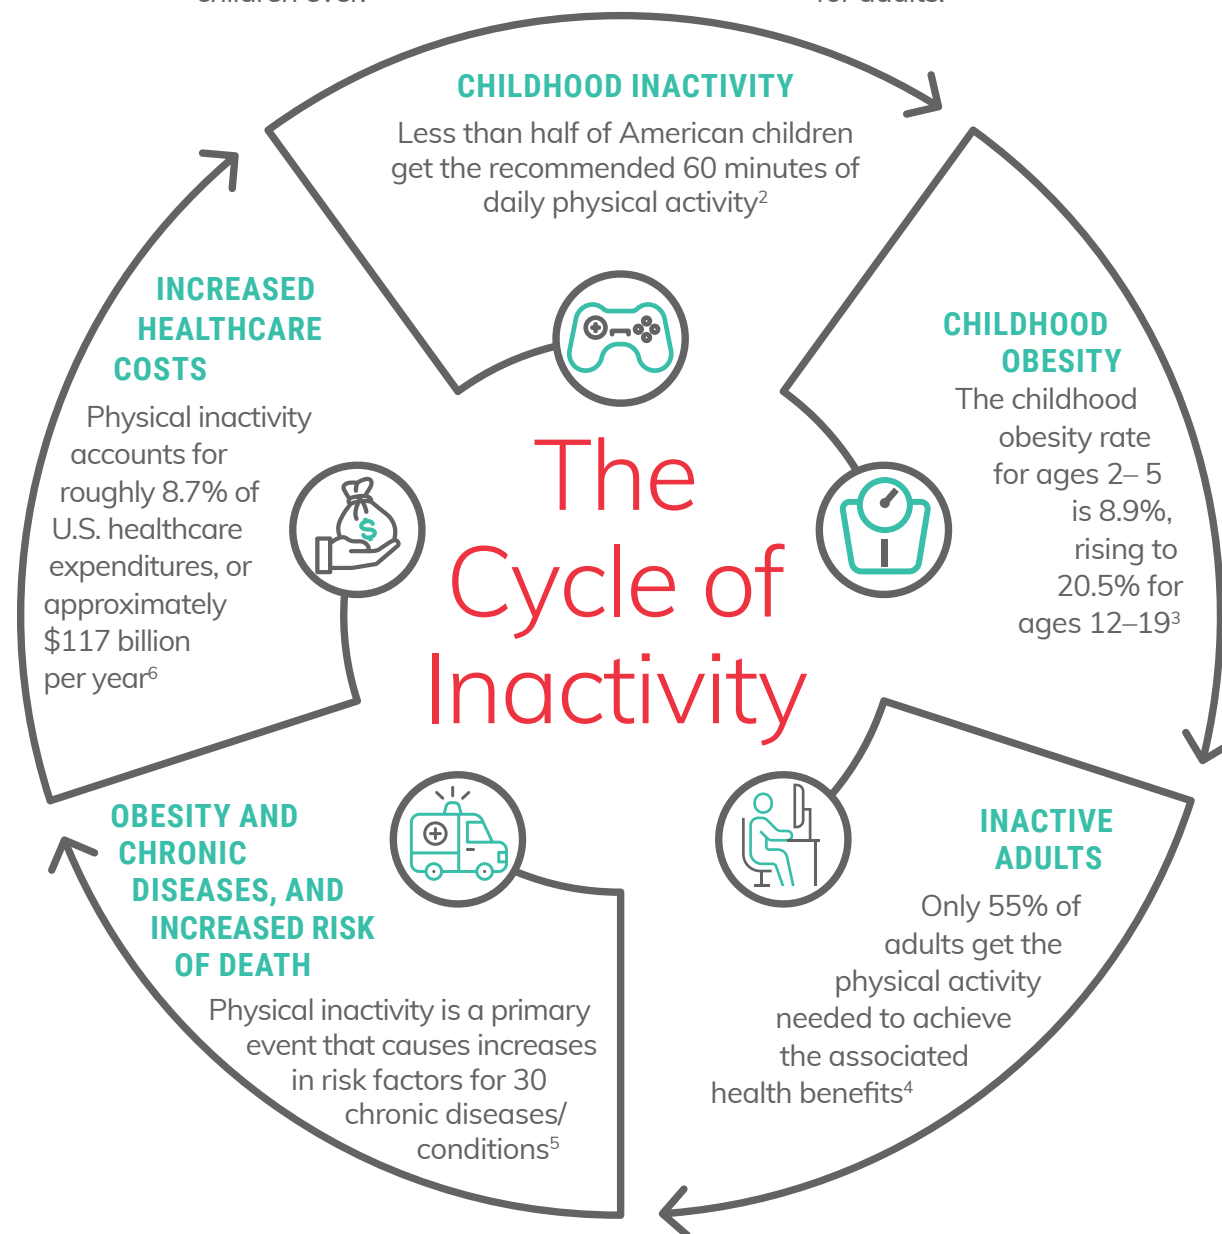 children ever.
for adults.
CHILDHOOD INACTIVITY
Less than half of American children
get the recommended 60 minutes of
daily physical activity2
CHILDHOOD
OBESITY
The childhood
obesity rate
for ages 2– 5
is 8.9%,
rising to
20.5% for
ages 12–193
INACTIVE
ADULTS
Only 55% of
adults get the
physical activity
needed to achieve
the associated
health benefits4
OBESITY AND
CHRONIC
DISEASES, AND
INCREASED RISK
OF DEATH
Physical inactivity is a primary
event that causes increases
in risk factors for 30
chronic diseases/
conditions5
INCREASED
HEALTHCARE
COSTS
Physical inactivity
accounts for
roughly 8.7% of
U.S. healthcare
expenditures, or
approximately
$117 billion
per year6
$
The
Cycle of
Inactivity